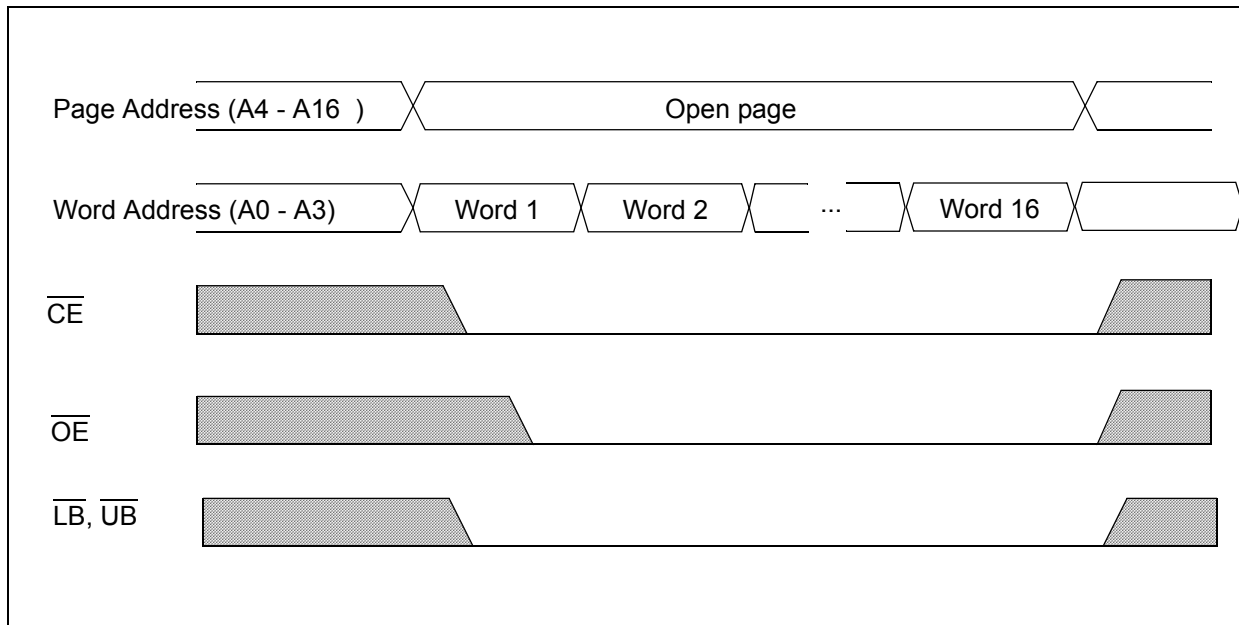 Page Address (A4 - A16 )
Open page
Word Address (A0 - A3)
Word 1
Word 2
...
Word 16
CE
OE
LB, UB